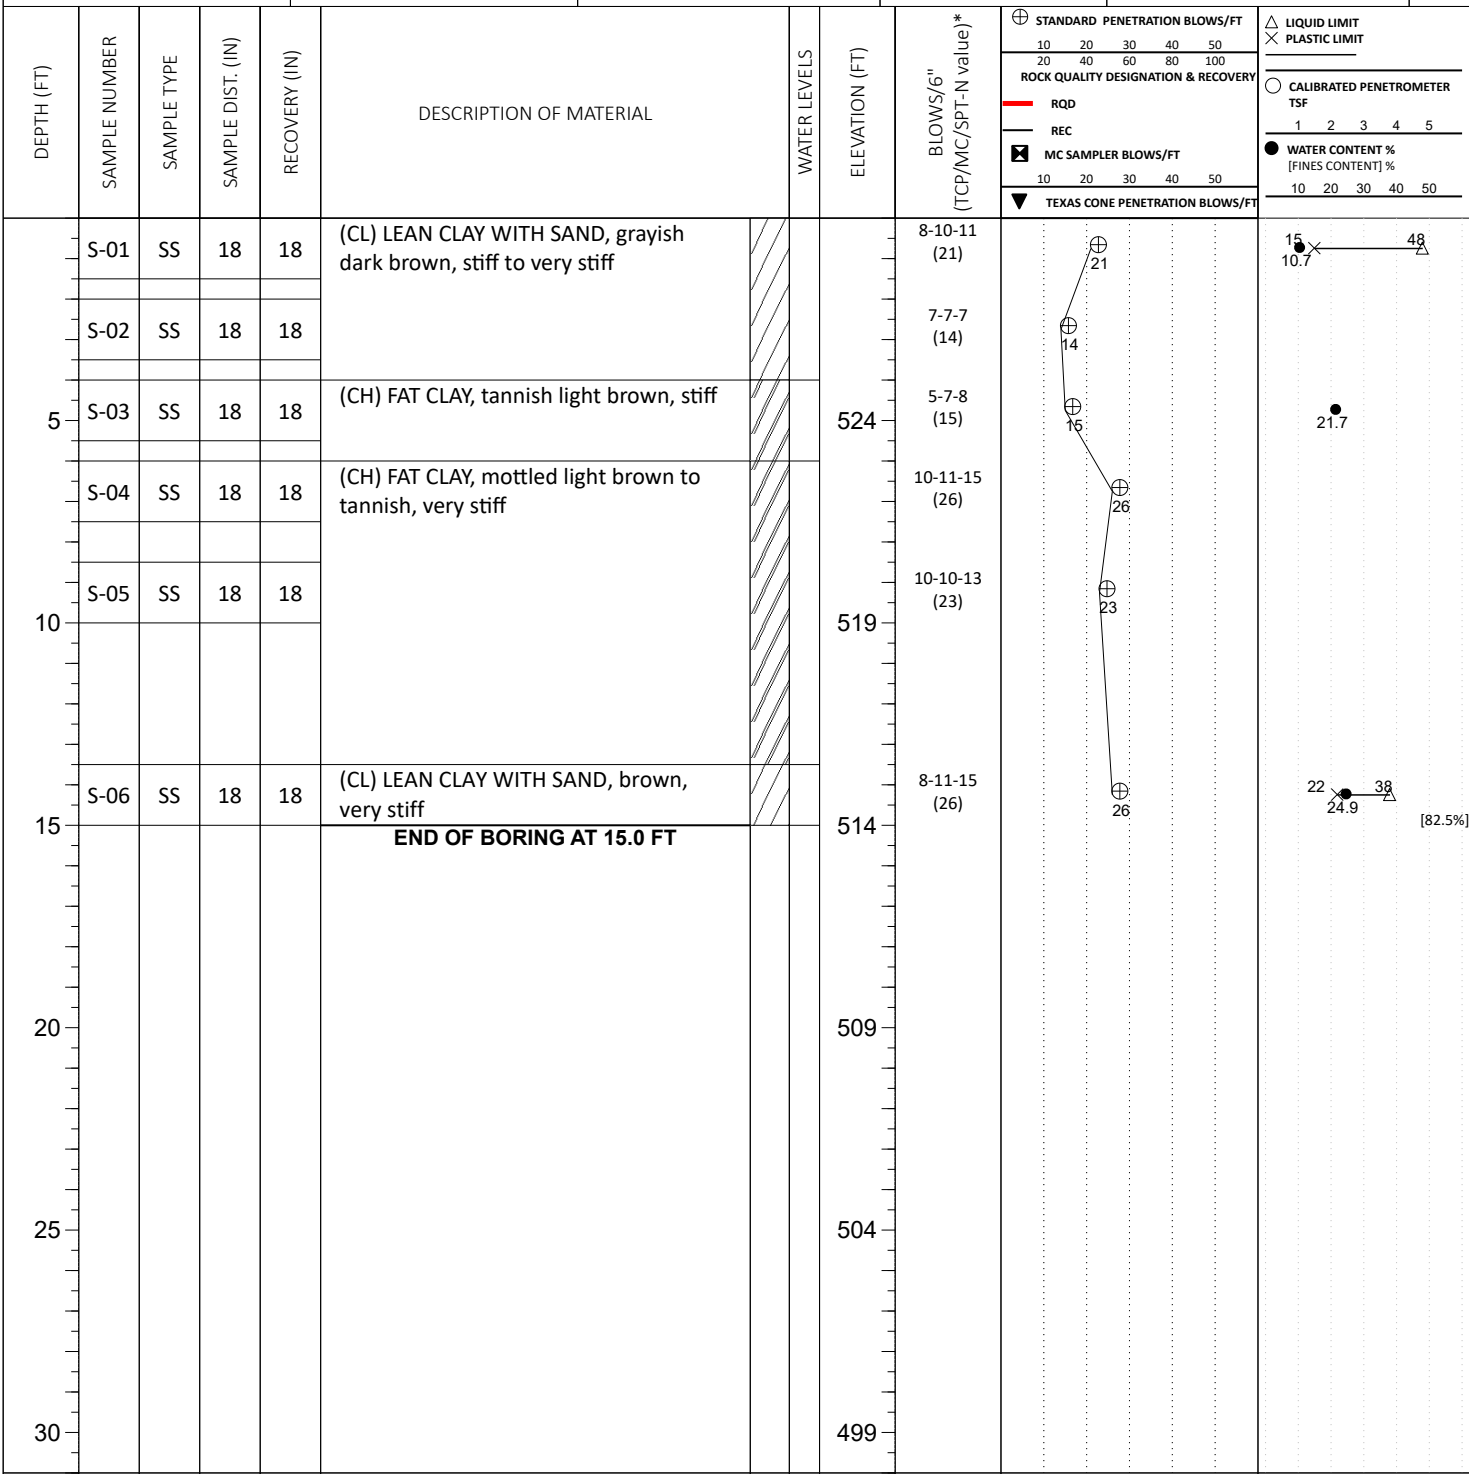 DEPTH (FT)
SAMPLE NUMBER
SAMPLE TYPE
SAMPLE DIST. (IN)
RECOVERY (IN)
DESCRIPTION OF MATERIAL
WATER LEVELS
ELEVATION (FT)
BLOWS/6"
(TCP/MC/SPT-N value)*
STANDARD PENETRATION BLOWS/FT
10 20 30 40 50
20 40 60 80 100
ROCK QUALITY DESIGNATION & RECOVERY
RQD
REC
MC SAMPLER BLOWS/FT
10 20 30 40 50
TEXAS CONE PENETRATION BLOWS/FT
LIQUID LIMIT
PLASTIC LIMIT
CALIBRATED PENETROMETER
TSF
1 2 3 4 5
WATER CONTENT %
[FINES CONTENT] %
10 20 30 40 50
S-01 SS 18 18
(CL) LEAN CLAY WITH SAND, grayish
dark brown, stiff to very stiff
8-10-11
(21)
21
15 48
10.7
S-02 SS 18 18
7-7-7
(14)
14
5
S-03 SS 18 18
(CH) FAT CLAY, tannish light brown, stiff
524
5-7-8
(15)
15
21.7
S-04 SS 18 18
(CH) FAT CLAY, mottled light brown to
tannish, very stiff
10-11-15
(26)
26
S-05 SS 18 18
10-10-13
(23)
23
10 519
S-06 SS 18 18
(CL) LEAN CLAY WITH SAND, brown,
very stiff
8-11-15
(26)
26
22 38
24.9
[82.5%]
15 514
END OF BORING AT 15.0 FT
20 509
25 504
30 499